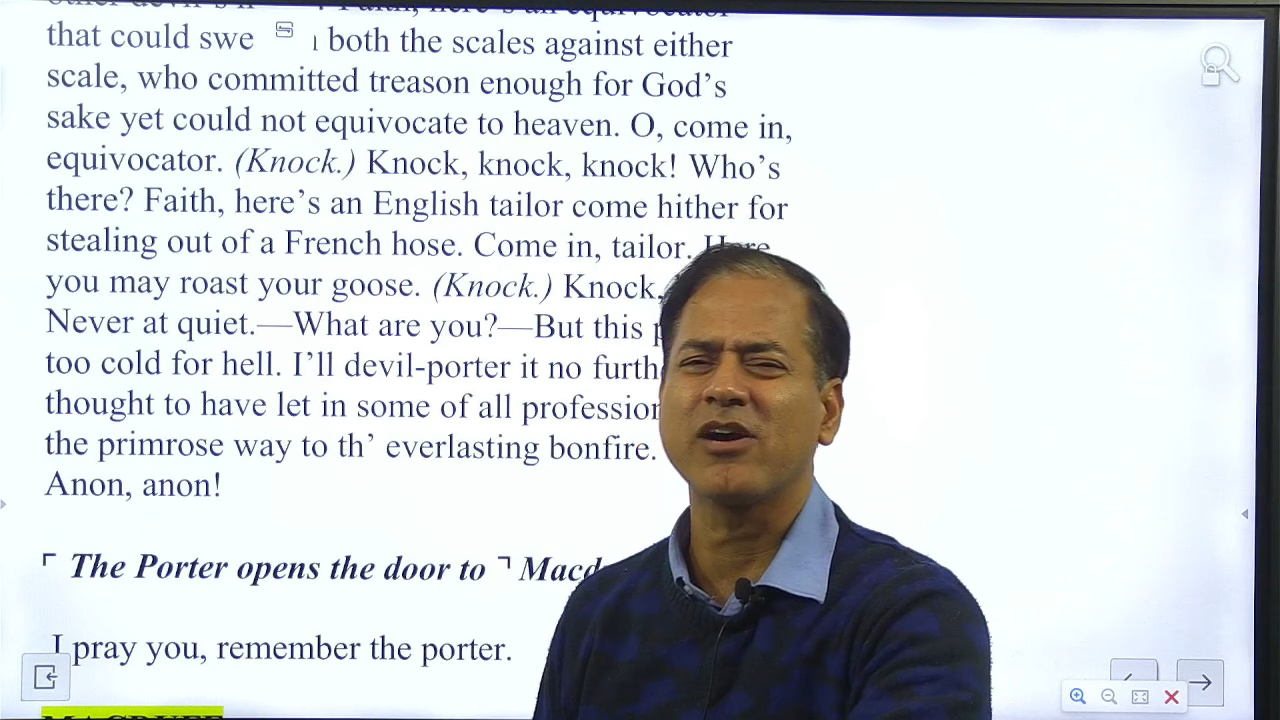 that could swe both the scales against either
scale, who committed treason enough for God’s
sake yet could not equivocate to heaven. O, come in,
equivocator. (Knock.) Knock, knock, knock! Who’s
there? Faith, here’s an English tailor come hither for
stealing out of a French hose. Come in, tailor. Here
you may roast your goose. (Knock.) Knock,
Never at quiet.—What are you?—But this p
too cold for hell. I’ll devil-porter it no furth
thought to have let in some of all profession
the primrose way to th’ everlasting bonfire.
Anon, anon!
⌜ The Porter opens the door to ⌝ Macd
I pray you, remember the porter.